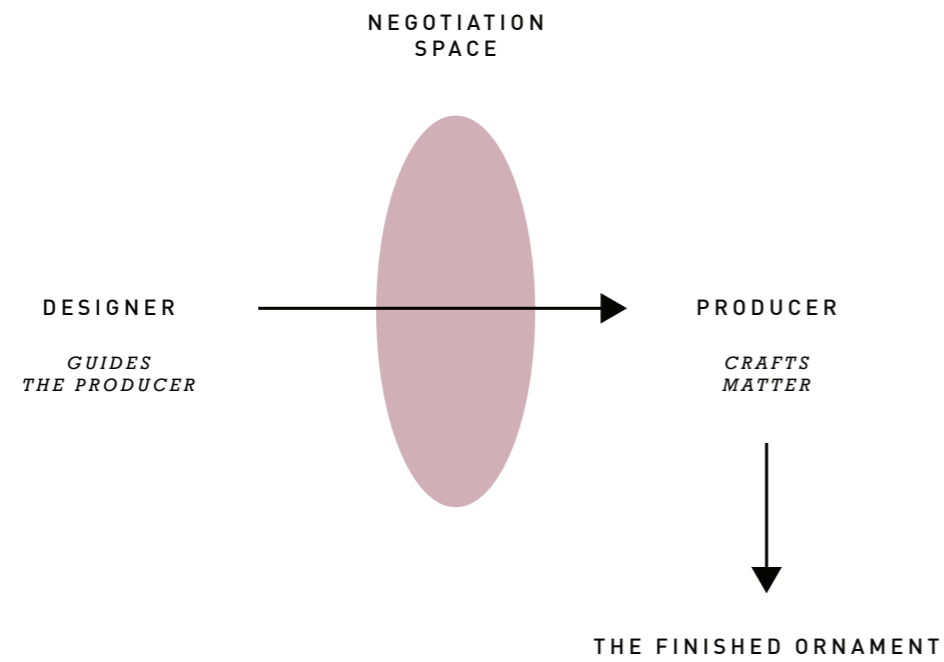 NEGOTIATION
SPACE
DESIGNER
GUIDES
THE PRODUCER
PRODUCER
CRAFTS
MATTER
THE FINISHED ORNAMENT